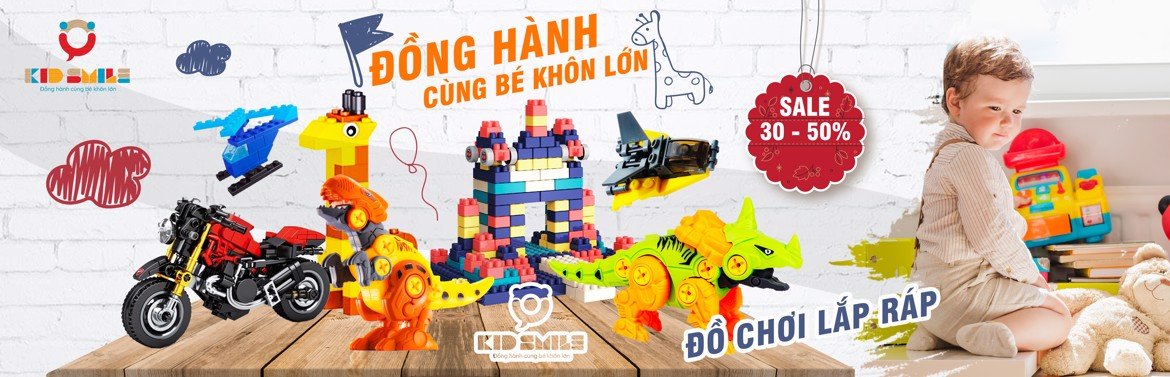 KID SMILE
Đồng hành cùng bé khôn lớn
ĐỒNG HÀNH
CÙNG BÉ KHÔN LỚN
SALE
30 - 50%
KID SMILE
Đồng hành cùng bé khôn lớn
ĐỒ CHƠI LẮP RÁP